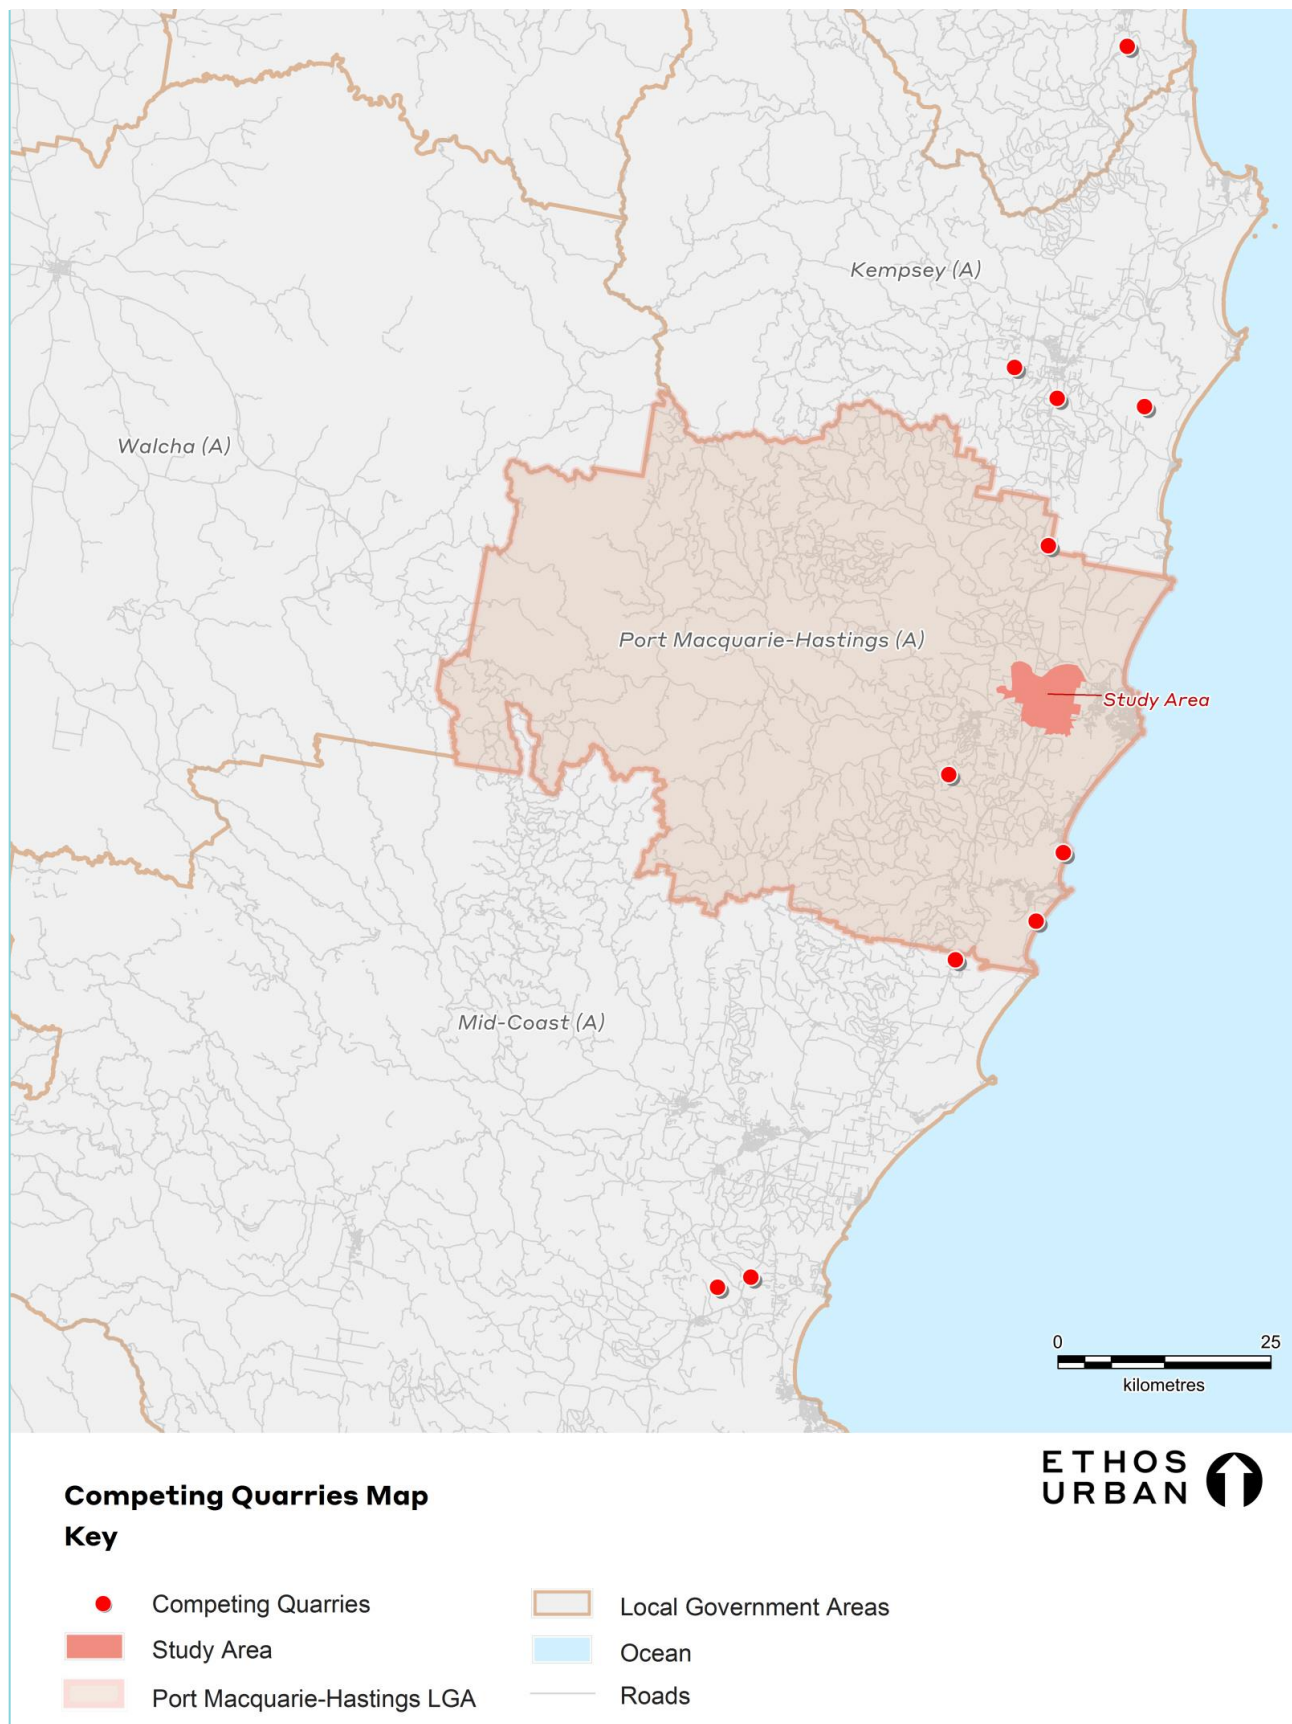 Kempsey (A)
Walcha (A)
Port Macquarie-Hastings (A)
Study Area
Mid-Coast (A)
0 25
kilometres
ETHOS
URBAN
Competing Quarries Map
Key
Competing Quarries
Study Area
Port Macquarie-Hastings LGA
Local Government Areas
Ocean
Roads